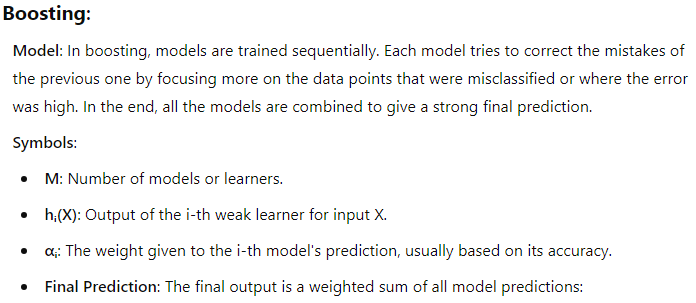 Boosting:
Model: In boosting, models are trained sequentially. Each model tries to correct the mistakes of
the previous one by focusing more on the data points that were misclassified or where the error
was high. In the end, all the models are combined to give a strong final prediction.
Symbols:
• M: Number of models or learners.
• hᵢ(X): Output of the i-th weak learner for input X.
• αᵢ: The weight given to the i-th model's prediction, usually based on its accuracy.
• Final Prediction: The final output is a weighted sum of all model predictions: